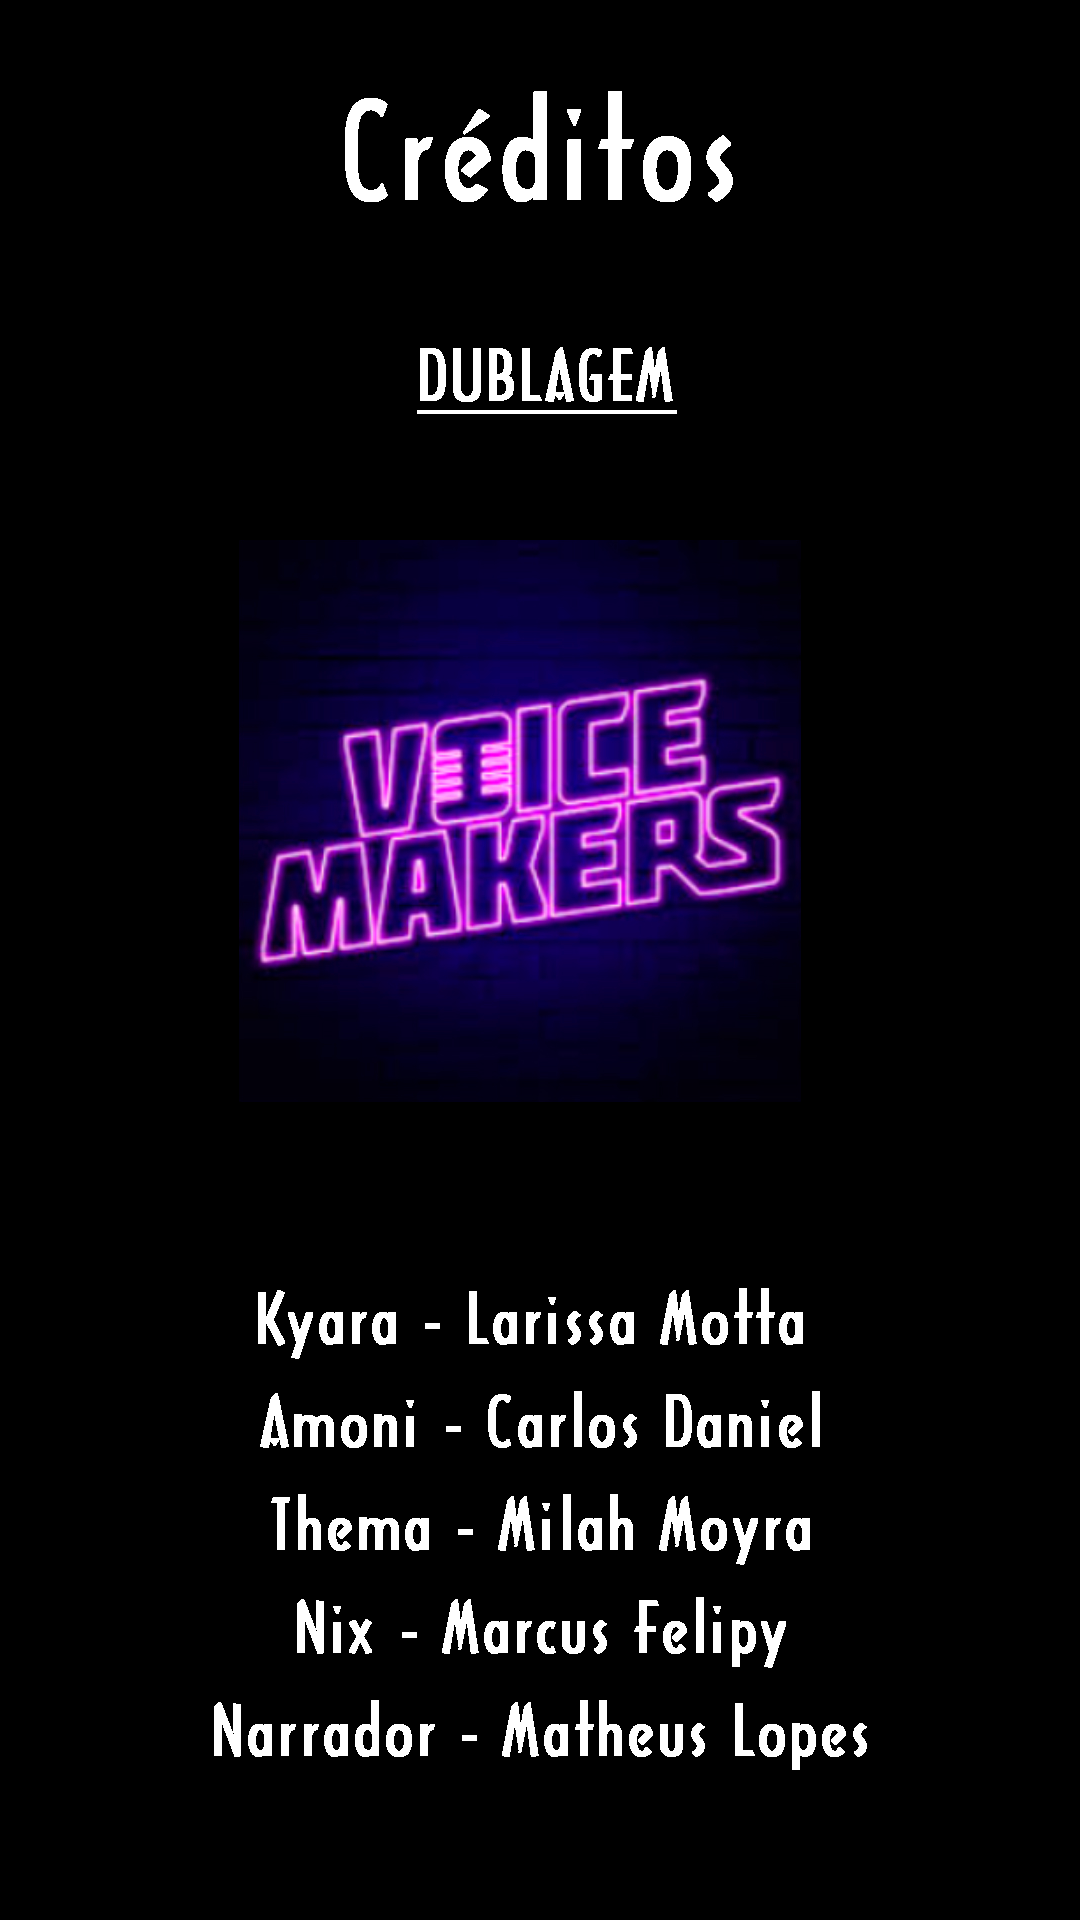 Créditos
DUBLAGEM
VOICE
MAKERS
Kyara - Larissa Motta
Amoni - Carlos Daniel
Thema - Milah Moyra
Nix - Marcus Felipy
Narrador - Matheus Lopes